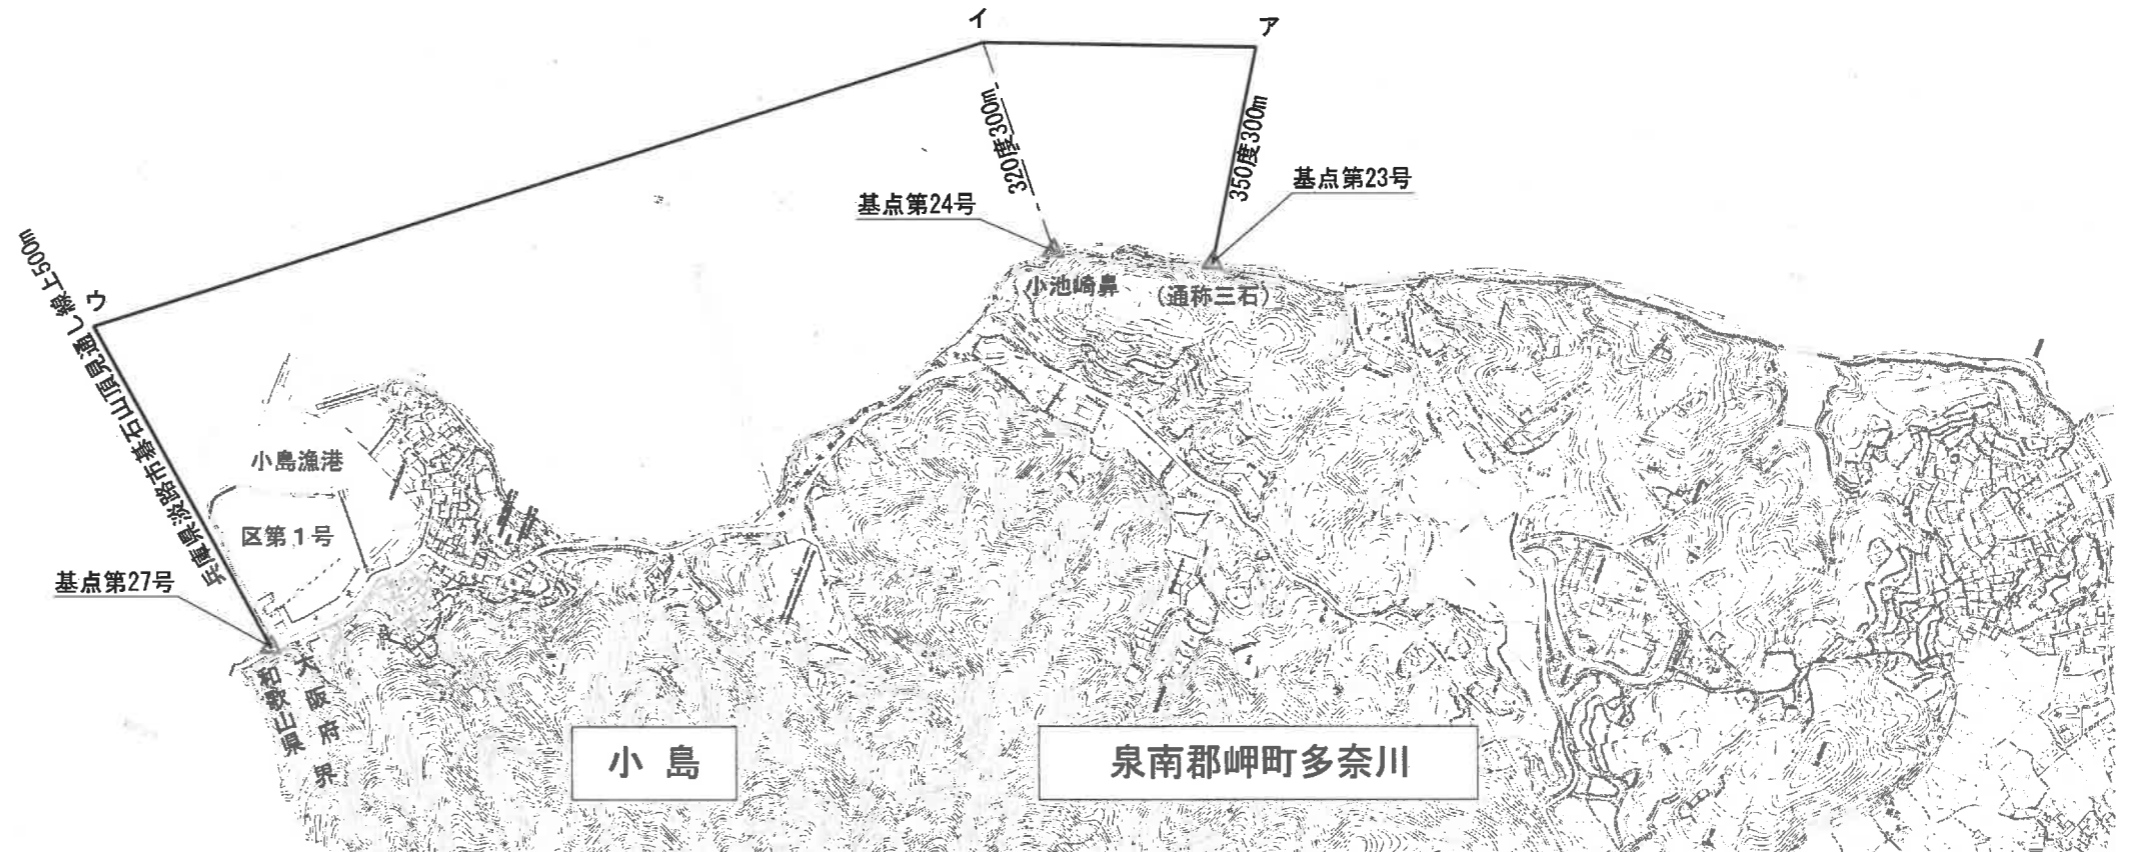 イ
ア
320度300m
350度300m
基点第23号
基点第24号
小池崎鼻
(通称三石)
ウ
兵庫県淡路市基石山頂見通し線上500m
小島漁港
区第1号
基点第27号
大阪府界
和歌山県
小島
泉南郡岬町多奈川